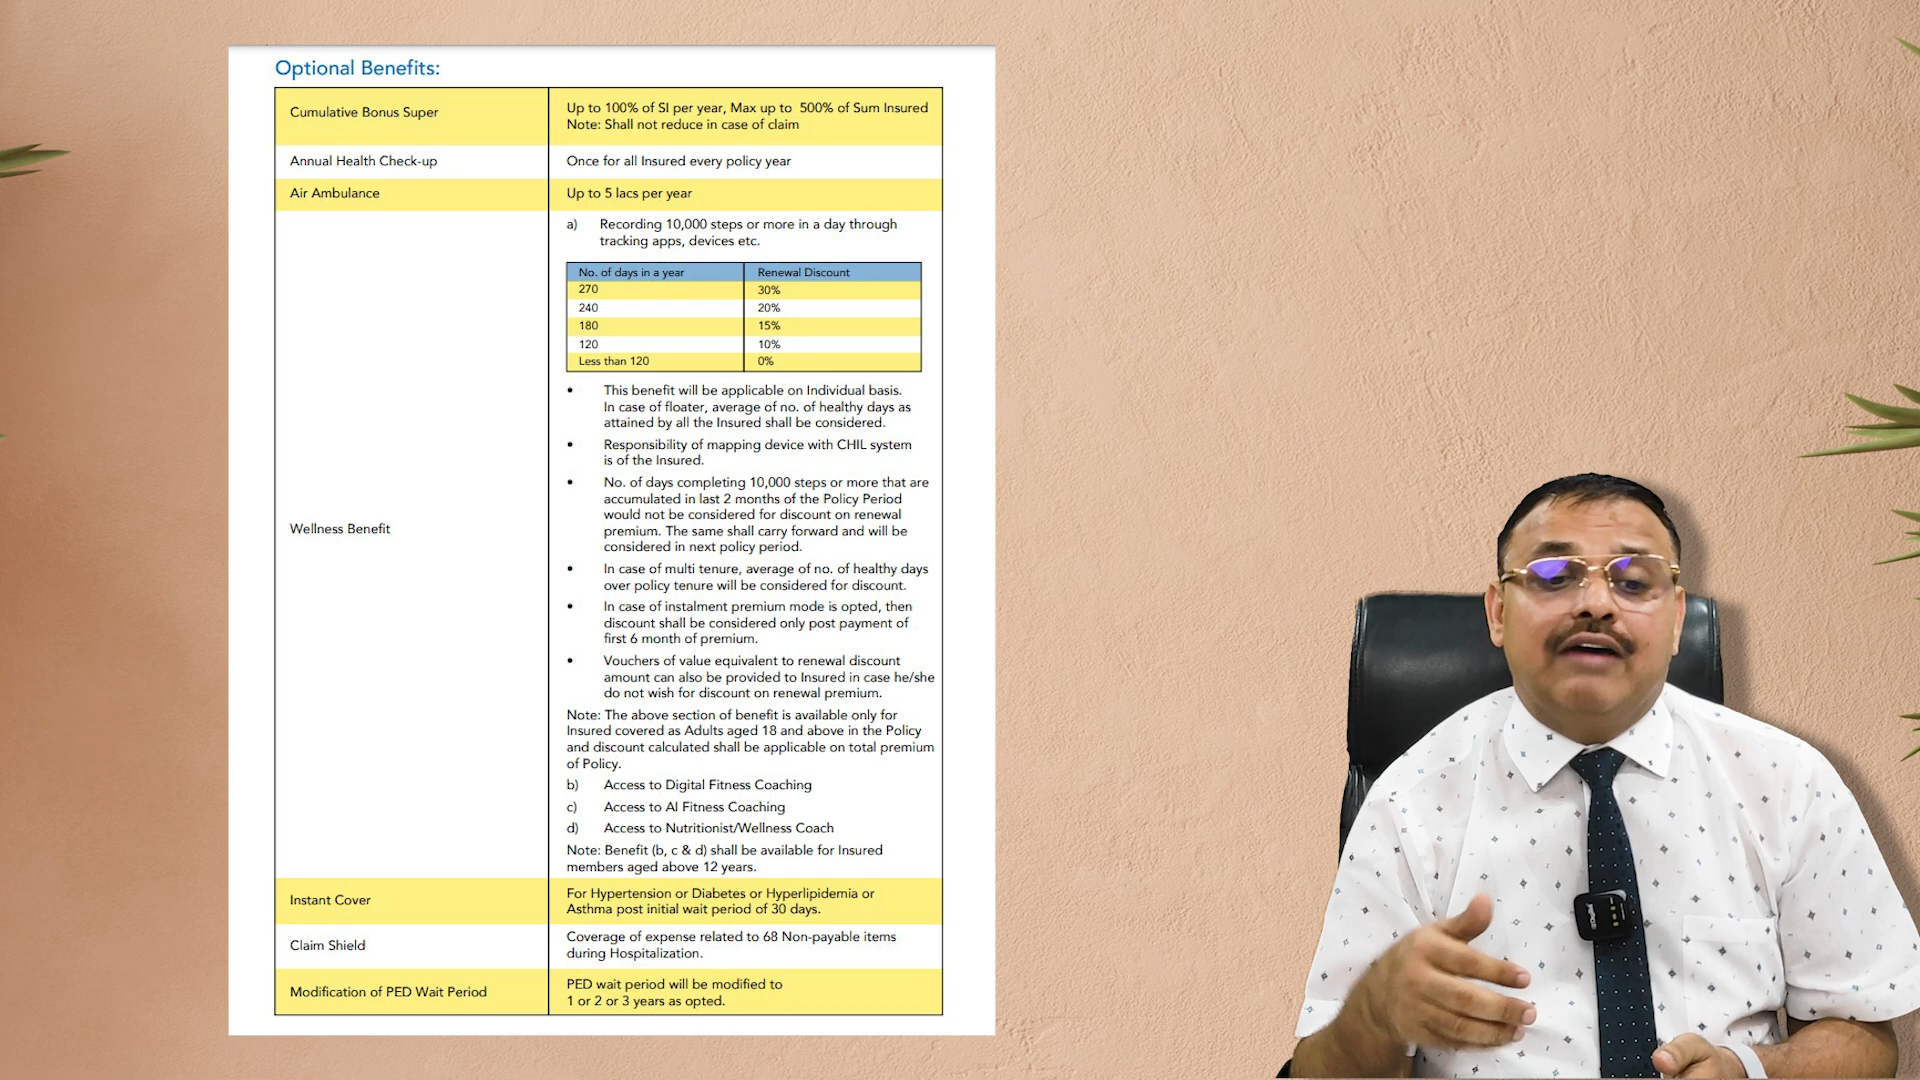 Optional Benefits:
Cumulative Bonus Super
Up to 100% of SI per year, Max up to 500% of Sum Insured
Note: Shall not reduce in case of claim
Annual Health Check-up
Once for all Insured every policy year
Air Ambulance
Up to 5 lacs per year
Wellness Benefit
a) Recording 10,000 steps or more in a day through
tracking apps, devices etc.
No. of days in a year Renewal Discount
270 30%
240 20%
180 15%
120 10%
Less than 120 0%
• This benefit will be applicable on Individual basis.
In case of floater, average of no. of healthy days as
attained by all the Insured shall be considered.
• Responsibility of mapping device with CHIL system
is of the Insured.
• No. of days completing 10,000 steps or more that are
accumulated in last 2 months of the Policy Period
would not be considered for discount on renewal
premium. The same shall carry forward and will be
considered in next policy period.
• In case of multi tenure, average of no. of healthy days
over policy tenure will be considered for discount.
• In case of instalment premium mode is opted, then
discount shall be considered only post payment of
first 6 month of premium.
• Vouchers of value equivalent to renewal discount
amount can also be provided to Insured in case he/she
do not wish for discount on renewal premium.
Note: The above section of benefit is available only for
Insured covered as Adults aged 18 and above in the Policy
and discount calculated shall be applicable on total premium
of Policy.
b) Access to Digital Fitness Coaching
c) Access to AI Fitness Coaching
d) Access to Nutritionist/Wellness Coach
Note: Benefit (b, c & d) shall be available for Insured
members aged above 12 years.
Instant Cover
For Hypertension or Diabetes or Hyperlipidemia or
Asthma post initial wait period of 30 days.
Claim Shield
Coverage of expense related to 68 Non-payable items
during Hospitalization.
Modification of PED Wait Period
PED wait period will be modified to
1 or 2 or 3 years as opted.